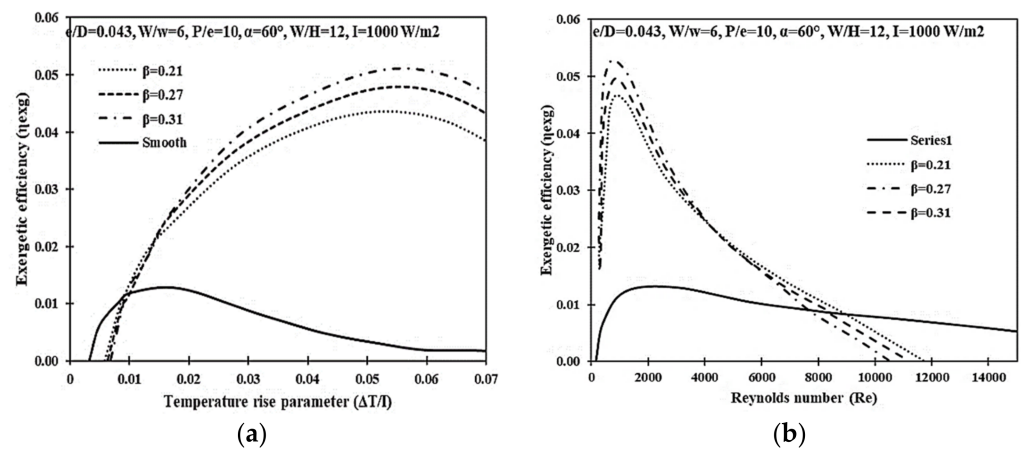 e/D=0.043, W/w=6, P/e=10, α=60°, W/H=12, I=1000 W/m2
Exergetic efficiency (ηexg)
0.06
0.05
0.04
0.03
0.02
0.01
0.00
β=0.21
β=0.27
β=0.31
Smooth
0 0.01 0.02 0.03 0.04 0.05 0.06 0.07
Temperature rise parameter (ΔT/I)
(a)
e/D=0.043, W/w=6, P/e=10, α=60°, W/H=12, I=1000 W/m2
Exergetic efficiency (ηexg)
0.06
0.05
0.04
0.03
0.02
0.01
0.00
Series1
β=0.21
β=0.27
β=0.31
0 2000 4000 6000 8000 10000 12000 14000
Reynolds number (Re)
(b)